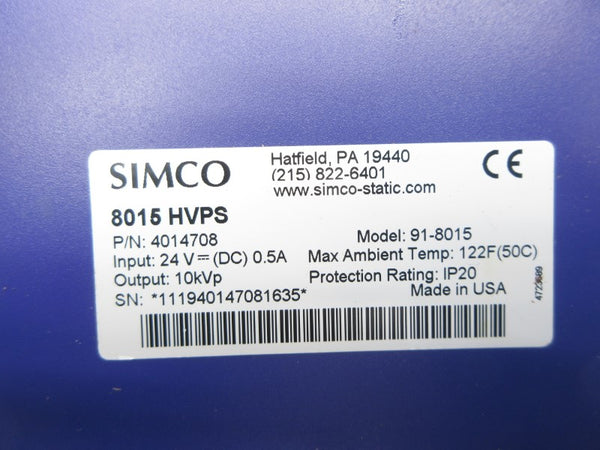 SIMCO
Hatfield, PA 19440
(215) 822-6401
www.simco-static.com
CE
8015 HVPS
P/N: 4014708
Model: 91-8015
Input: 24 V⎓(DC) 0.5A
Max Ambient Temp: 122F(50C)
Output: 10kVp
Protection Rating: IP20
SN: *111940147081635*
Made in USA